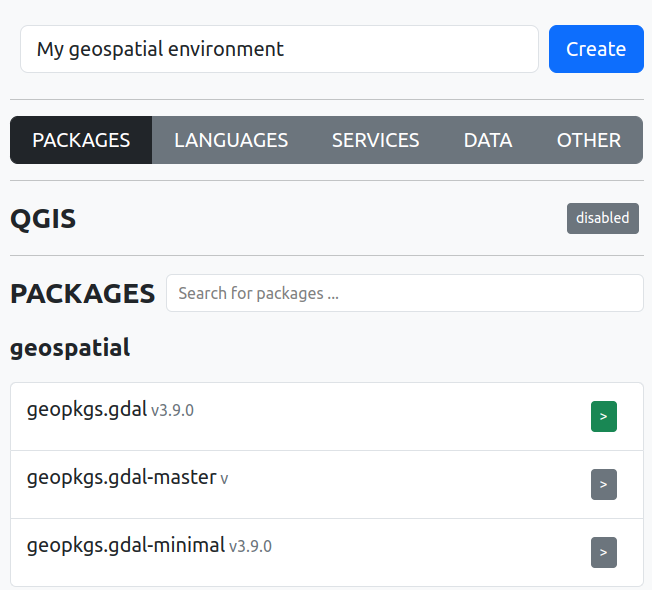 My geospatial environment Create
PACKAGES LANGUAGES SERVICES DATA OTHER
QGIS disabled
PACKAGES Search for packages ...
geospatial
geopkgs.gdal v3.9.0 >
geopkgs.gdal-master v >
geopkgs.gdal-minimal v3.9.0 >